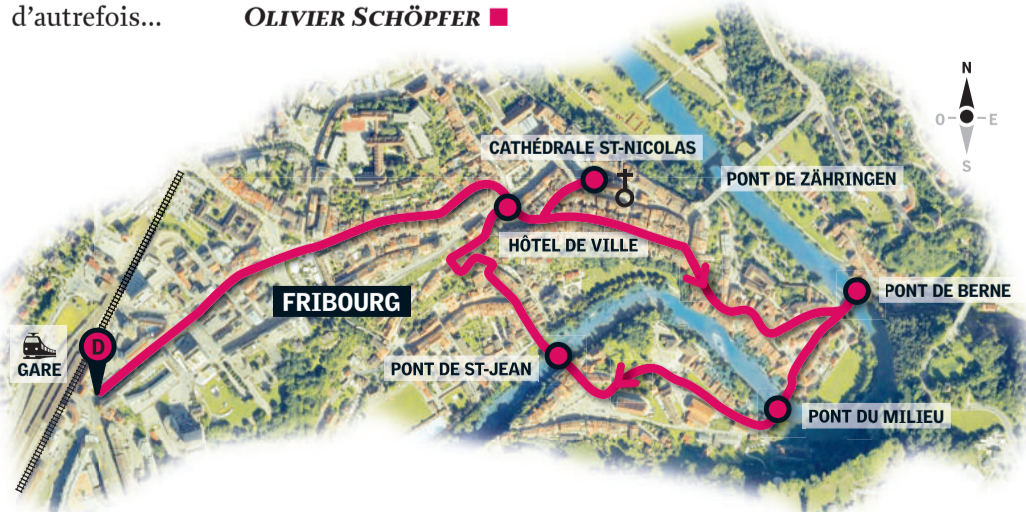 d'autrefois... OLIVIER SCHÖPFER
N
O E
S
CATHÉDRALE ST-NICOLAS
PONT DE ZÄHRINGEN
HÔTEL DE VILLE
PONT DE BERNE
FRIBOURG
D
GARE
PONT DE ST-JEAN
PONT DU MILIEU